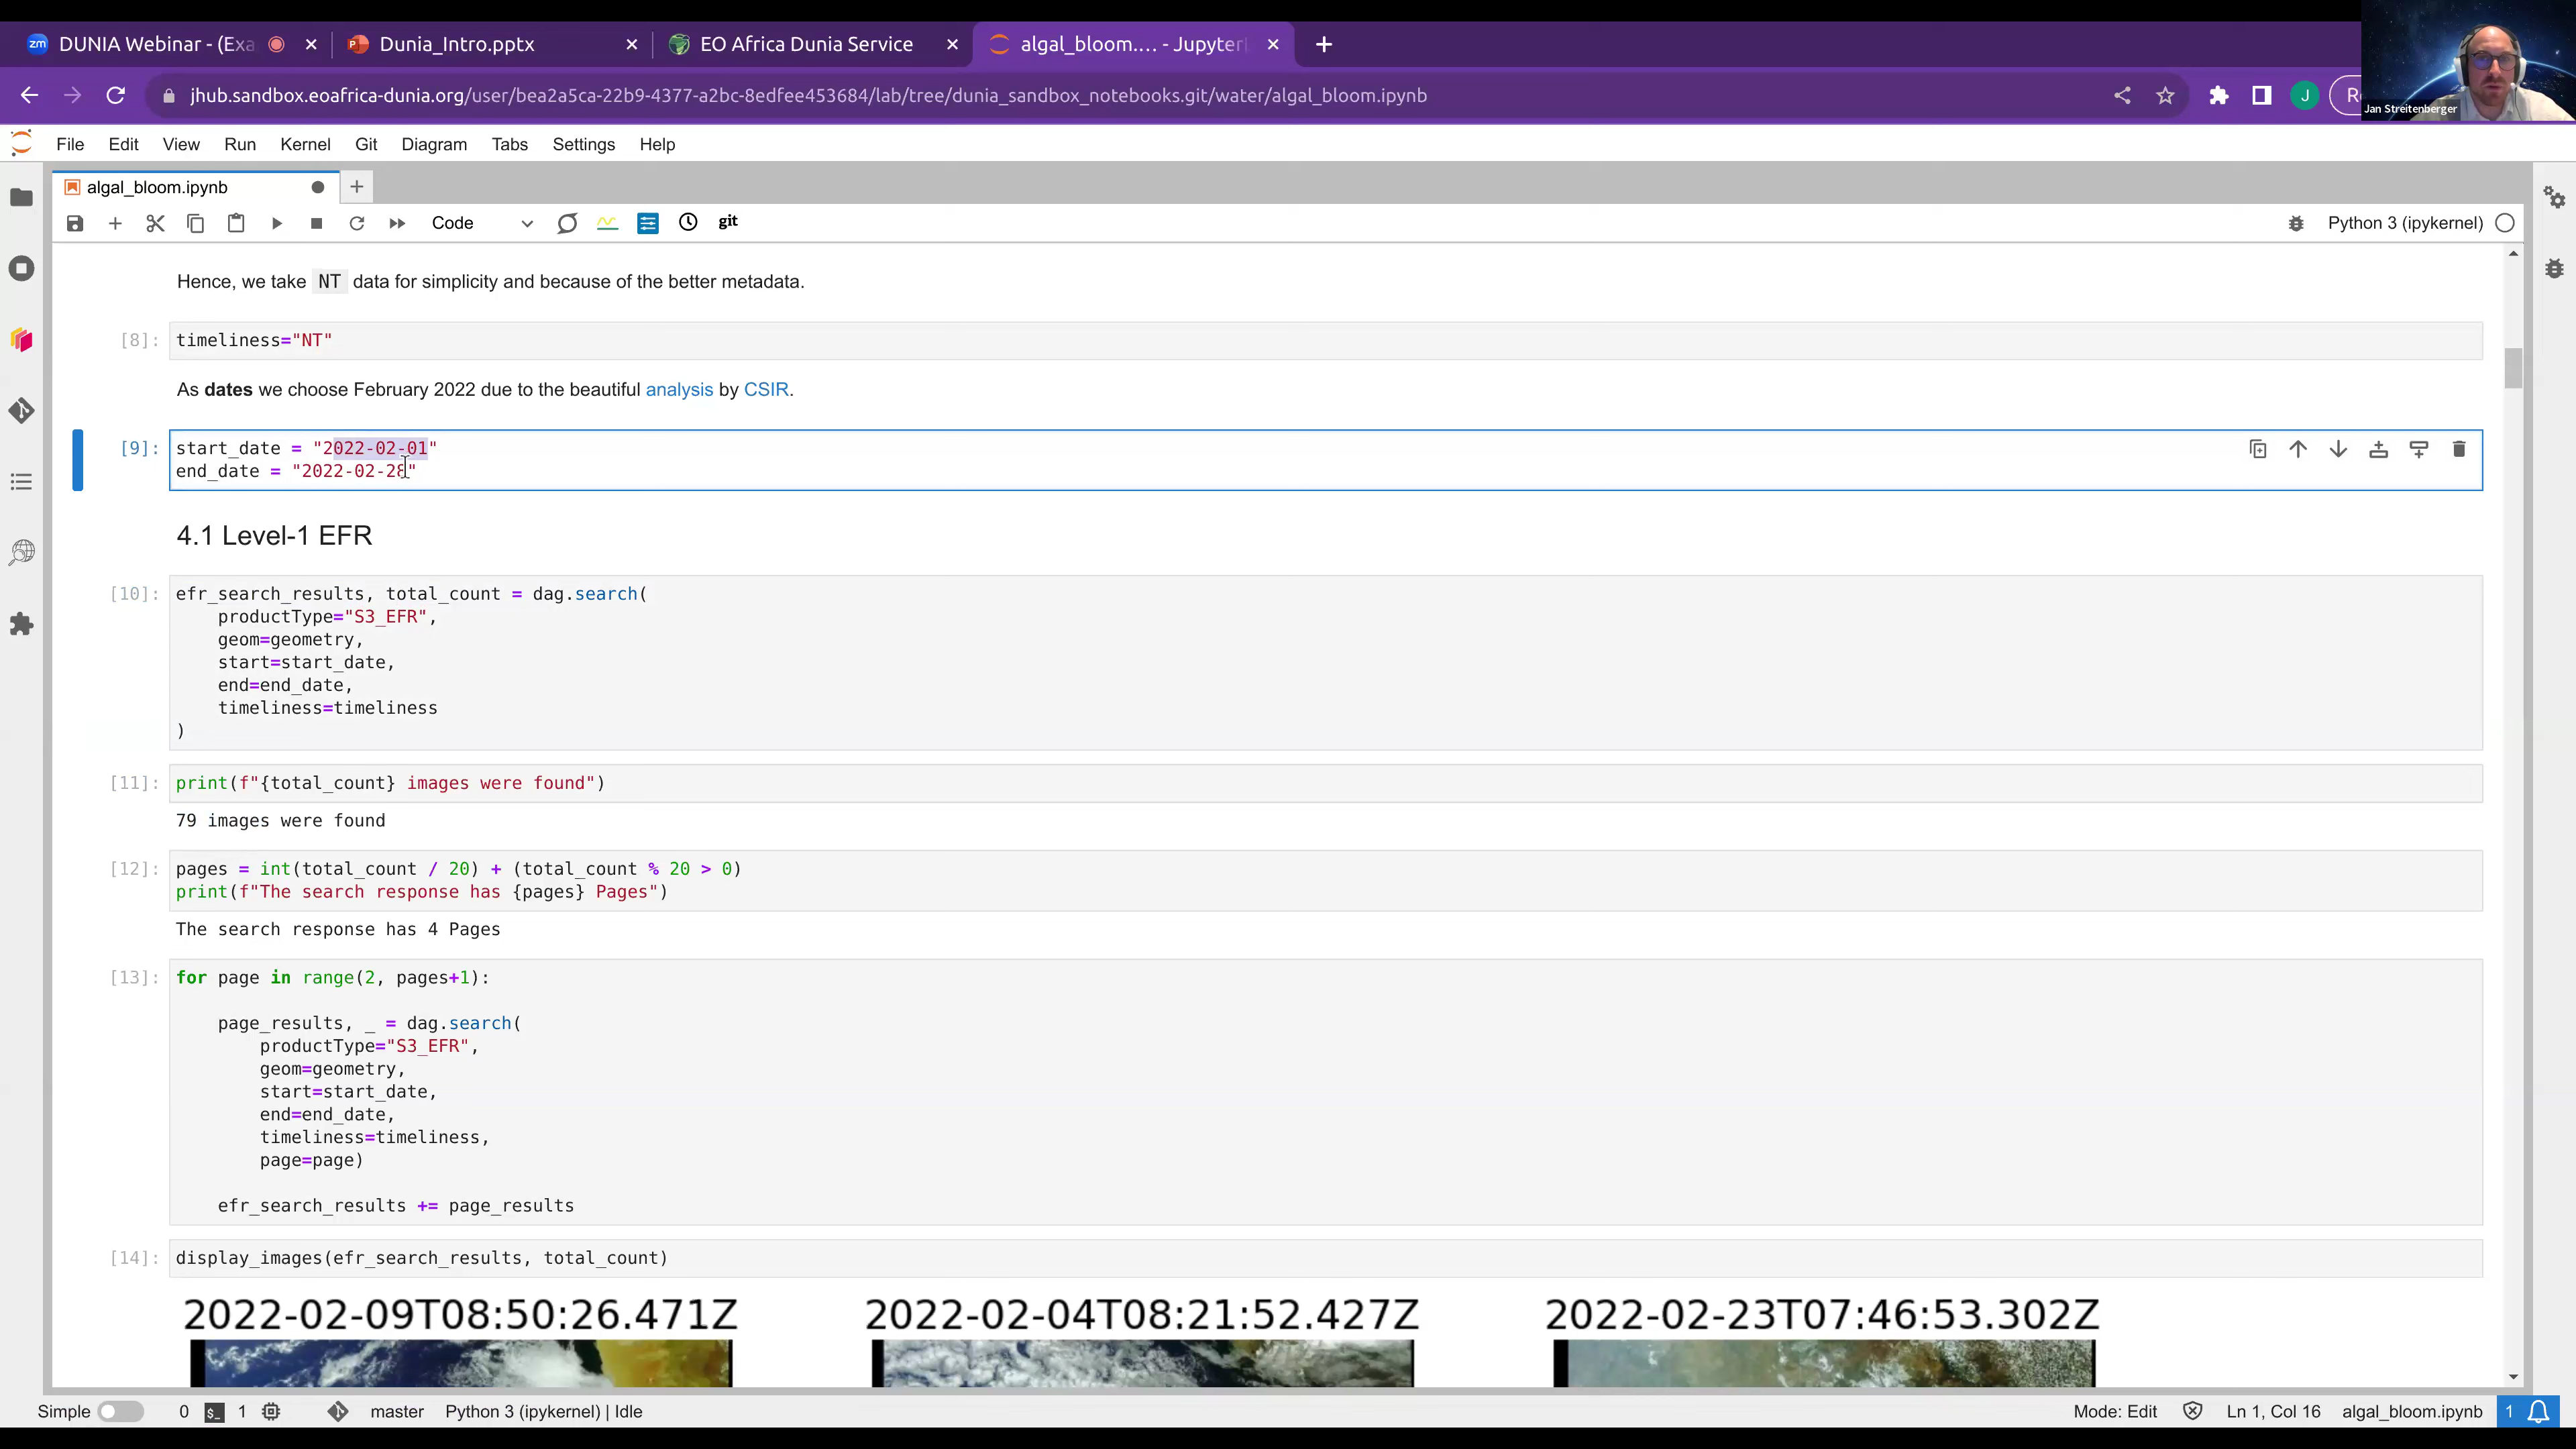 DUNIA Webinar - (Exa
Dunia_Intro.pptx
EO Africa Dunia Service
algal_bloom.... - Jupyter
jhub.sandbox.eoafrica-dunia.org/user/bea2a5ca-22b9-4377-a2bc-8edfee453684/lab/tree/dunia_sandbox_notebooks.git/water/algal_bloom.ipynb
J
Jan Streitenberger
File Edit View Run Kernel Git Diagram Tabs Settings Help
algal_bloom.ipynb
Code
git
Python 3 (ipykernel)
Hence, we take NT data for simplicity and because of the better metadata.
[8]: timeliness="NT"
As dates we choose February 2022 due to the beautiful analysis by CSIR.
[9]: start_date = "2022-02-01"
end_date = "2022-02-28"
4.1 Level-1 EFR
[10]: efr_search_results, total_count = dag.search(
productType="S3_EFR",
geom=geometry,
start=start_date,
end=end_date,
timeliness=timeliness
)
[11]: print(f"{total_count} images were found")
79 images were found
[12]: pages = int(total_count / 20) + (total_count % 20 > 0)
print(f"The search response has {pages} Pages")
The search response has 4 Pages
[13]: for page in range(2, pages+1):
page_results, _ = dag.search(
productType="S3_EFR",
geom=geometry,
start=start_date,
end=end_date,
timeliness=timeliness,
page=page)
efr_search_results += page_results
[14]: display_images(efr_search_results, total_count)
2022-02-09T08:50:26.471Z 2022-02-04T08:21:52.427Z 2022-02-23T07:46:53.302Z
Simple 0 1 master Python 3 (ipykernel) | Idle Mode: Edit Ln 1, Col 16 algal_bloom.ipynb 1